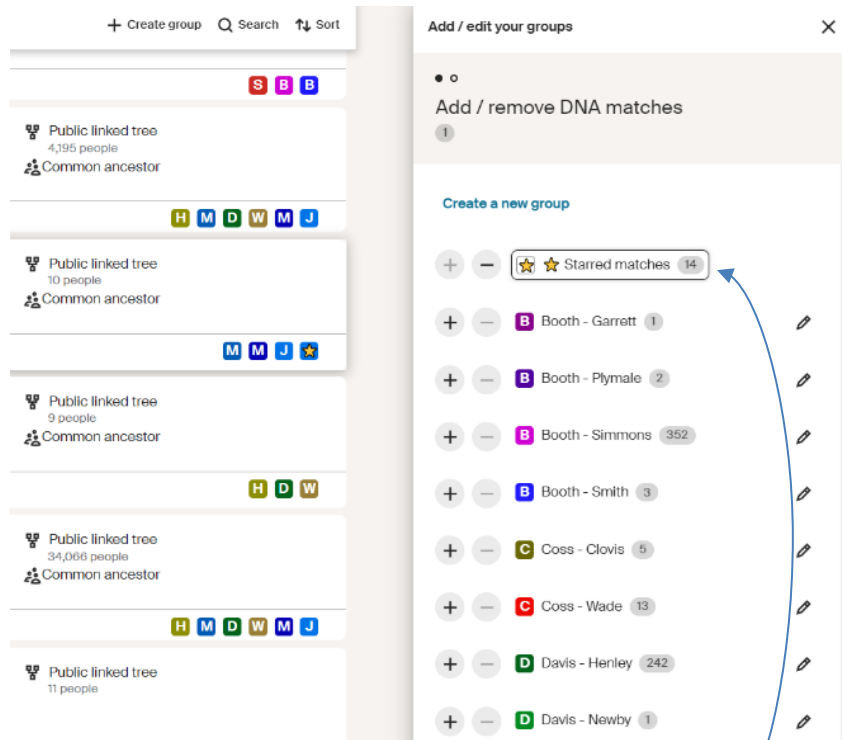 Create group Search Sort
S B B
Public linked tree
4,195 people
Common ancestor
H M D W M J
Public linked tree
10 people
Common ancestor
M M J
Public linked tree
9 people
Common ancestor
H D W
Public linked tree
34,066 people
Common ancestor
H M D W M J
Public linked tree
11 people
Add / edit your groups
Add / remove DNA matches
1
Create a new group
Starred matches 14
B Booth - Garrett 1
B Booth - Plymale 2
B Booth - Simmons 352
B Booth - Smith 3
C Coss - Clovis 5
C Coss - Wade 13
D Davis - Henley 242
D Davis - Newby 1